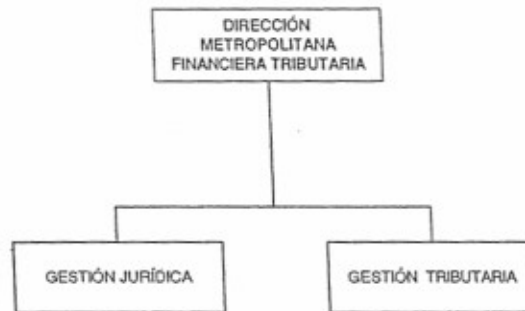 DIRECCIÓN
METROPOLITANA
FINANCIERA TRIBUTARIA
GESTIÓN JURÍDICA
GESTIÓN TRIBUTARIA